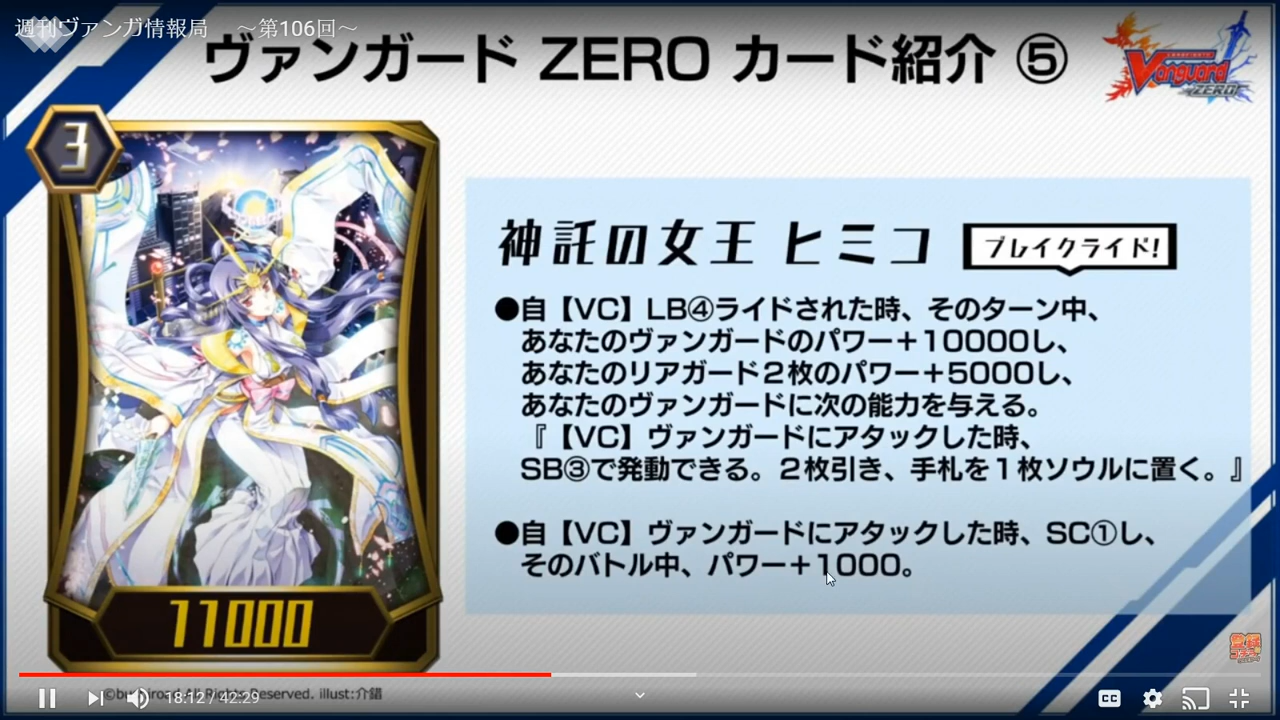 週刊ヴァンガ情報局　～第106回～
ヴァンガード ZERO カード紹介 ⑤
Vanguard
ZERO
3
神託の女王 ヒミコ
ブレイクライド!
●自【VC】LB④ライドされた時、そのターン中、
あなたのヴァンガードのパワー＋10000し、
あなたのリアガード２枚のパワー＋5000し、
あなたのヴァンガードに次の能力を与える。
『【VC】ヴァンガードにアタックした時、
SB③で発動できる。２枚引き、手札を１枚ソウルに置く。』
●自【VC】ヴァンガードにアタックした時、SC①し、
そのバトル中、パワー＋1000。
11000
©bushiroad All Rights Reserved. illust:介錯
18:12 / 42:29
CC
登録